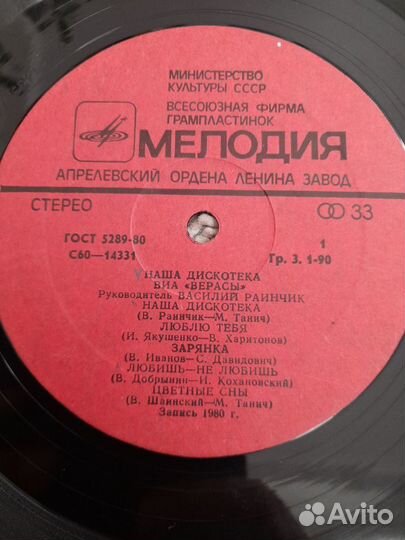 МИНИСТЕРСТВО
КУЛЬТУРЫ СССР
ВСЕСОЮЗНАЯ ФИРМА
ГРАМПЛАСТИНОК
МЕЛОДИЯ
АПРЕЛЕВСКИЙ ОРДЕНА ЛЕНИНА ЗАВОД
СТЕРЕО 33
ГОСТ 5289-80 1
С60—14331 Гр. 3. 1-90
НАША ДИСКОТЕКА
ВИА «ВЕРАСЫ»
Руководитель ВАСИЛИЙ РАИНЧИК
НАША ДИСКОТЕКА
(В. Раинчик—М. Танич)
ЛЮБЛЮ ТЕБЯ
(И. Якушенко—В. Харитонов)
ЗАРЯНКА
(В. Иванов—С. Давидович)
ЛЮБИШЬ—НЕ ЛЮБИШЬ
(В. Добрынин—И. Кохановский)
ЦВЕТНЫЕ СНЫ
(В. Шаинский—М. Танич)
Запись 1980 г.
Avito